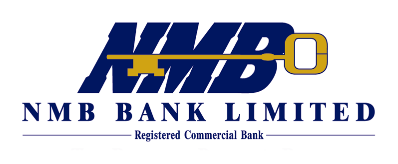 NMB
NMB BANK LIMITED
Registered Commercial Bank